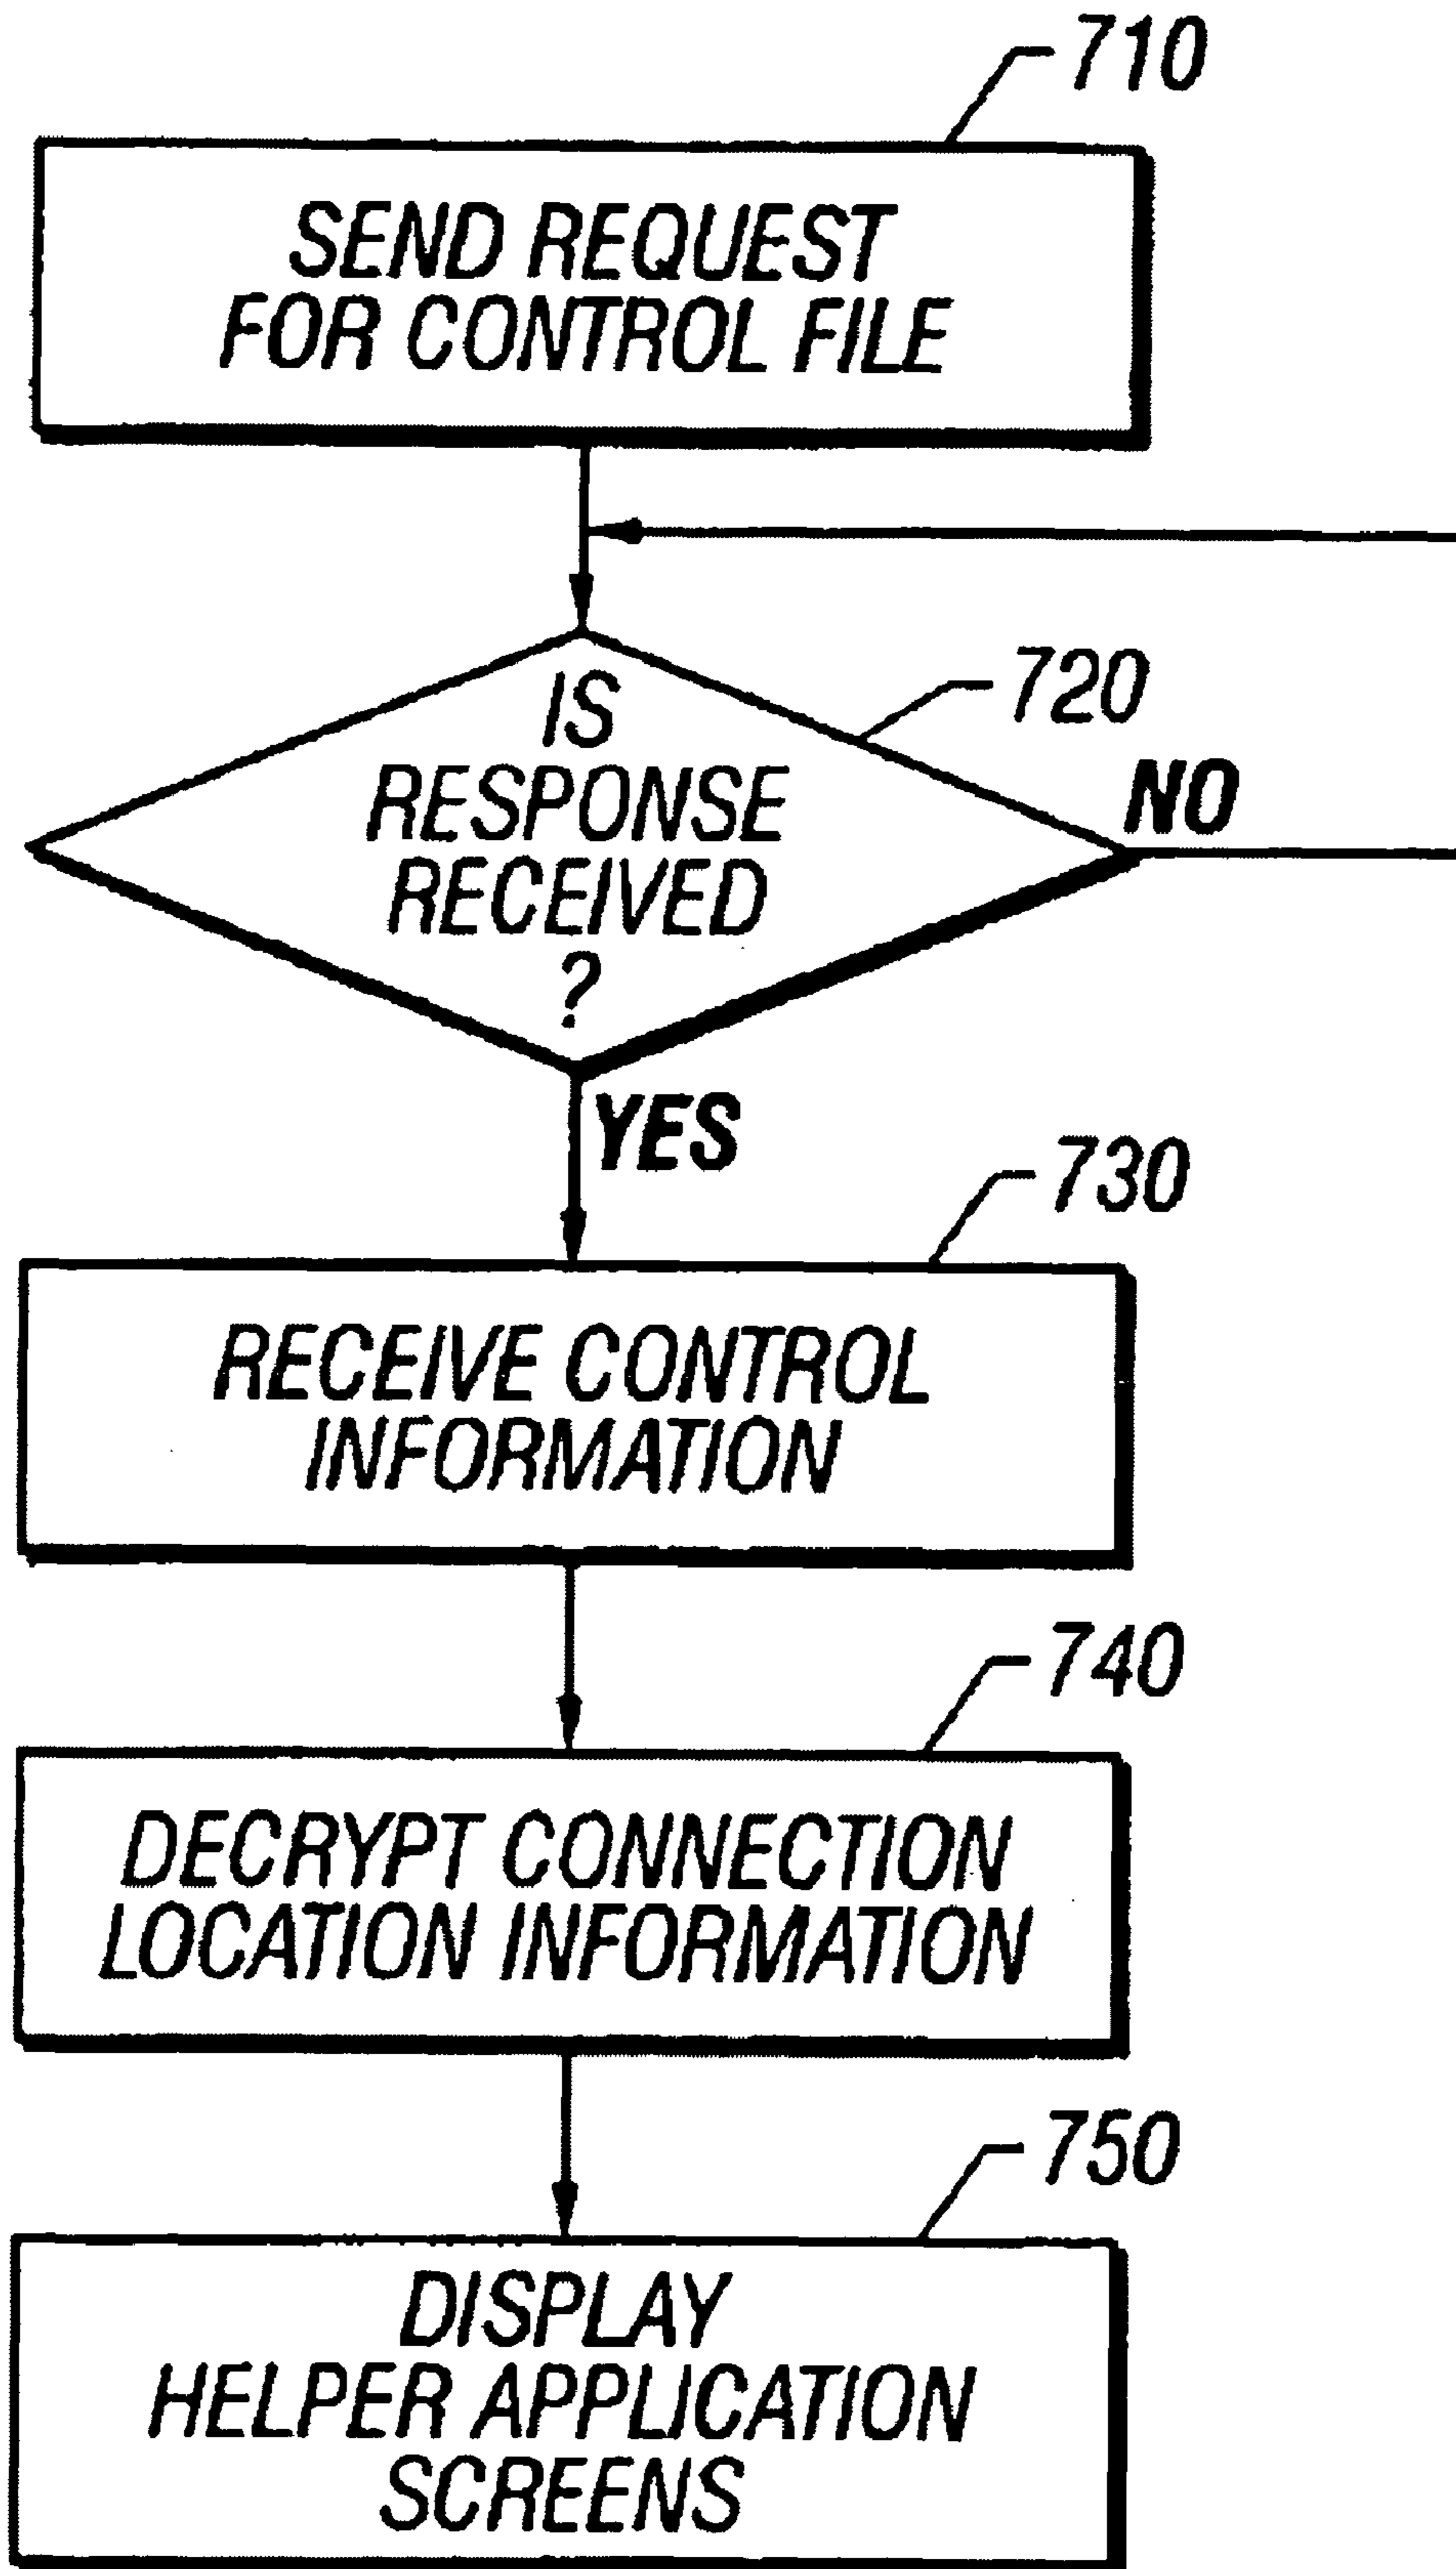 710
SEND REQUEST
FOR CONTROL FILE
720
IS
RESPONSE
RECEIVED
?
NO
YES
730
RECEIVE CONTROL
INFORMATION
740
DECRYPT CONNECTION
LOCATION INFORMATION
750
DISPLAY
HELPER APPLICATION
SCREENS